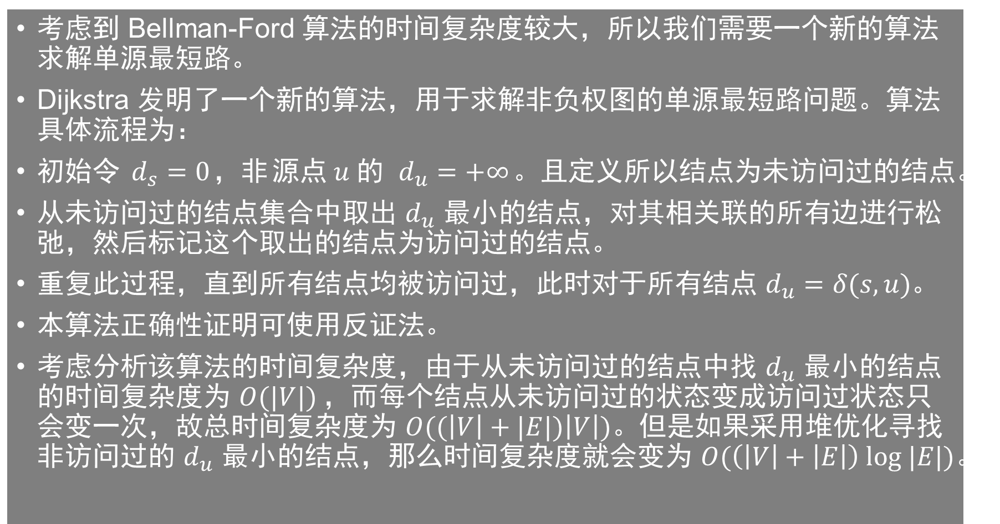 • 考虑到 Bellman-Ford 算法的时间复杂度较大，所以我们需要一个新的算法
求解单源最短路。
• Dijkstra 发明了一个新的算法，用于求解非负权图的单源最短路问题。算法
具体流程为：
• 初始令 d_s = 0，非源点 u 的 d_u = +∞。且定义所以结点为未访问过的结点。
• 从未访问过的结点集合中取出 d_u 最小的结点，对其相关联的所有边进行松
弛，然后标记这个取出的结点为访问过的结点。
• 重复此过程，直到所有结点均被访问过，此时对于所有结点 d_u = δ(s, u)。
• 本算法正确性证明可使用反证法。
• 考虑分析该算法的时间复杂度，由于从未访问过的结点中找 d_u 最小的结点
的时间复杂度为 O(|V|)，而每个结点从未访问过的状态变成访问过状态只
会变一次，故总时间复杂度为 O((|V| + |E|)|V|)。但是如果采用堆优化寻找
非访问过的 d_u 最小的结点，那么时间复杂度就会变为 O((|V| + |E|) log |E|)。